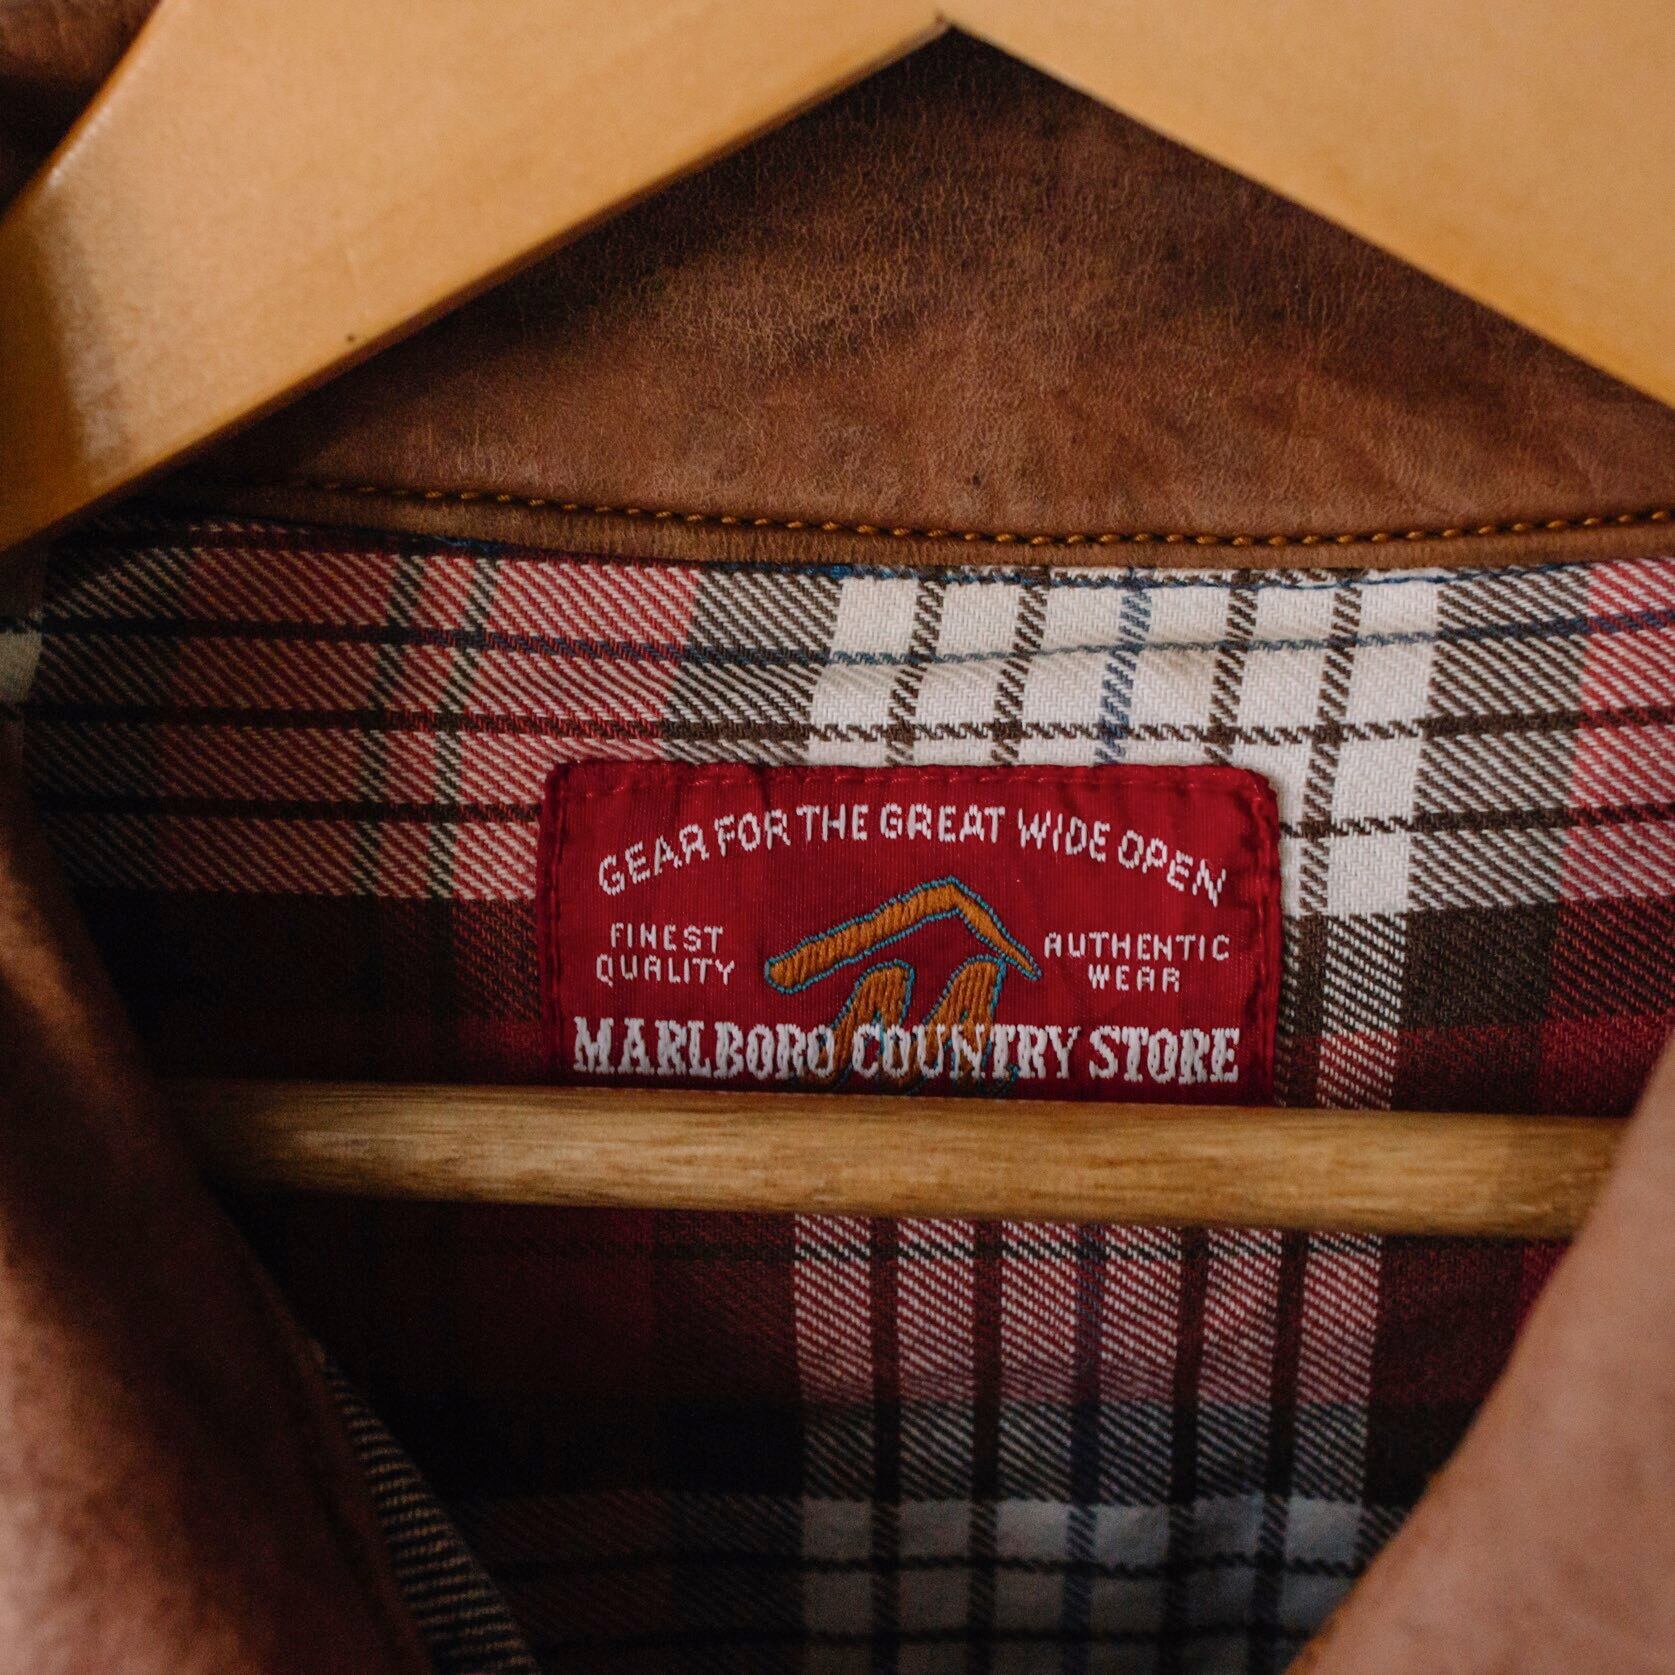 GEAR FOR THE GREAT WIDE OPEN
FINEST
QUALITY
AUTHENTIC
WEAR
MARLBORO COUNTRY STORE